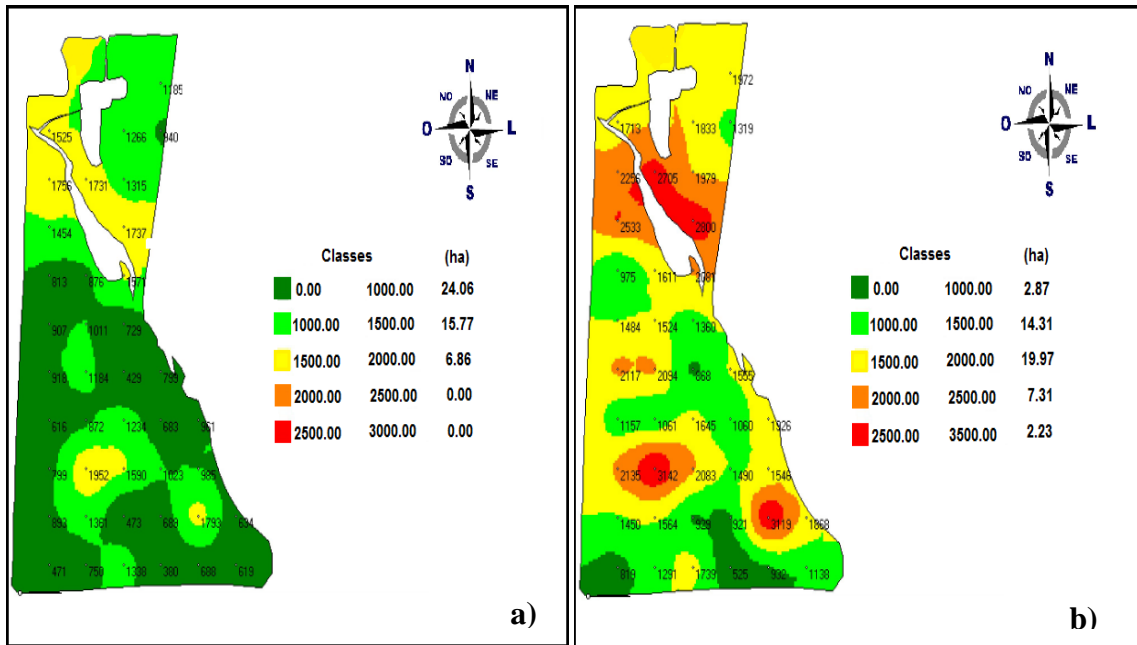 N
NO NE
O L
SO SE
S
1185
1525 1266 940
1756 1731 1315
1454 1737
813 876 1571
907 1011 729
918 1184 429 795
616 872 1234 683 961
799 1952 1590 1023 985
893 1361 473 689 1793 634
471 750 1338 380 688 619
Classes (ha)
0.00 1000.00 24.06
1000.00 1500.00 15.77
1500.00 2000.00 6.86
2000.00 2500.00 0.00
2500.00 3000.00 0.00
a)
N
NO NE
O L
SO SE
S
1972
1713 1833 1319
2256 2705 1979
2533 2800
975 1611 2081
1484 1524 1360
2117 2094 868 1555
1157 1061 1645 1060 1926
2135 3142 2083 1490 1546
1450 1564 929 921 3119 1868
819 1291 1739 525 932 1138
Classes (ha)
0.00 1000.00 2.87
1000.00 1500.00 14.31
1500.00 2000.00 19.97
2000.00 2500.00 7.31
2500.00 3500.00 2.23
b)